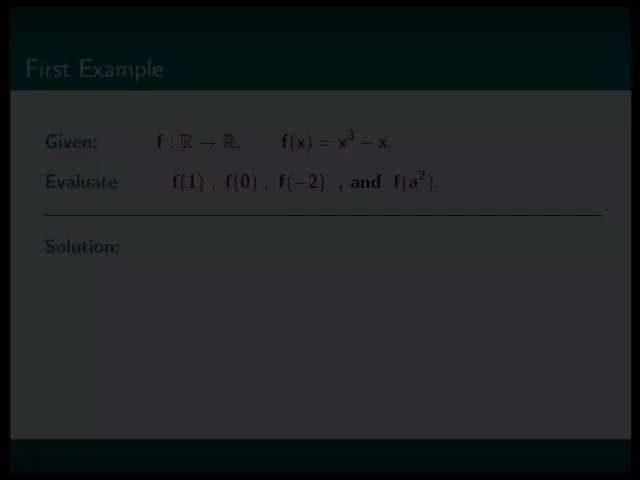 First Example
Given: f : ℝ → ℝ, f(x) = x³ − x.
Evaluate f(1) , f(0) , f(−2) , and f(a²).
Solution: